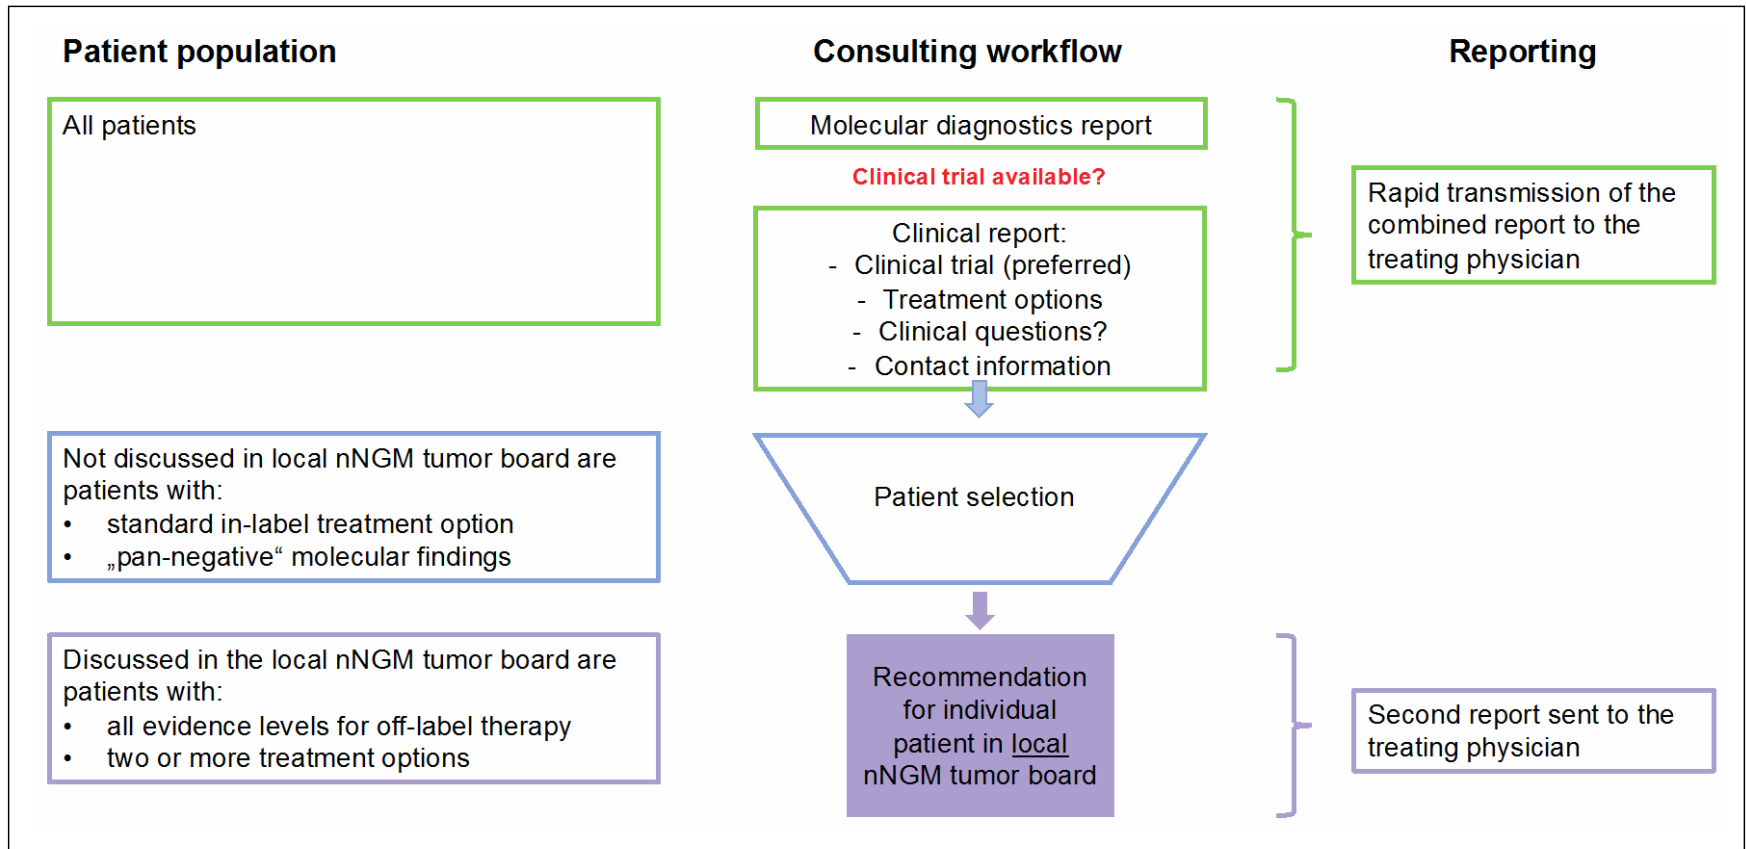 Patient population
Consulting workflow
Reporting
All patients
Molecular diagnostics report
Clinical trial available?
Clinical report:
- Clinical trial (preferred)
- Treatment options
- Clinical questions?
- Contact information
Rapid transmission of the
combined report to the
treating physician
Not discussed in local nNGM tumor board are
patients with:
• standard in-label treatment option
• „pan-negative“ molecular findings
Patient selection
Discussed in the local nNGM tumor board are
patients with:
• all evidence levels for off-label therapy
• two or more treatment options
Recommendation
for individual
patient in local
nNGM tumor board
Second report sent to the
treating physician